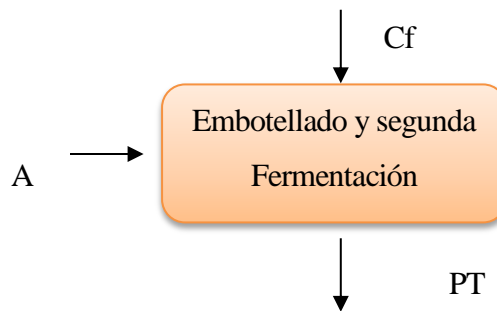 Cf
Embotellado y segunda
Fermentación
A
PT